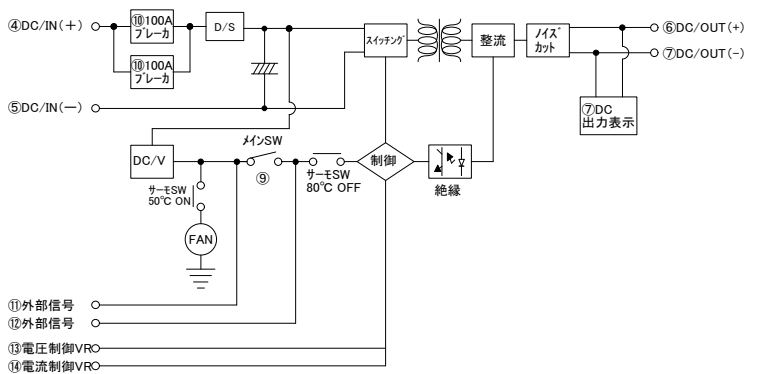 ④DC/IN(+)
⑩100A
ブレーカ
D/S
⑩100A
ブレーカ
⑤DC/IN(ー)
スイッチング
整流
ノイズ
カット
⑥DC/OUT(+)
⑦DC/OUT(-)
⑦DC
出力表示
DC/V
メインSW
⑨
サーモSW
80℃ OFF
制御
絶縁
サーモSW
50℃ ON
FAN
⑪外部信号
⑫外部信号
⑬電圧制御VR
⑭電流制御VR